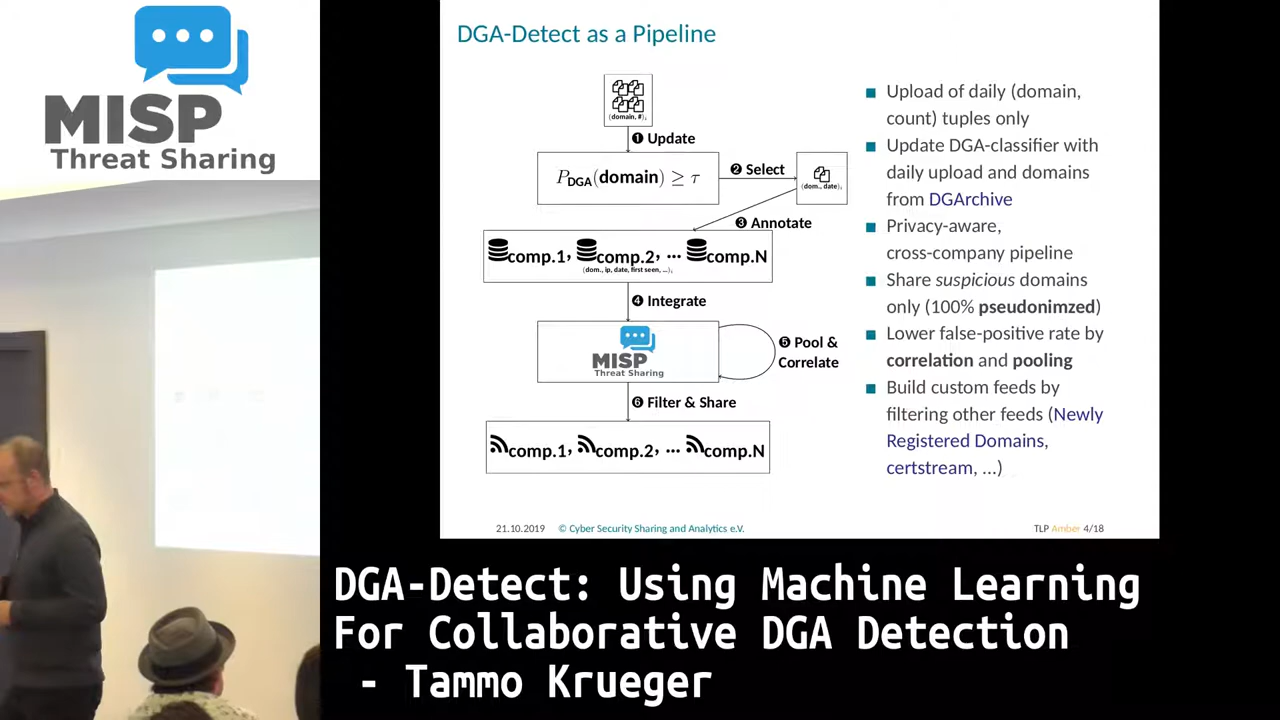 MISP
Threat Sharing
DGA-Detect as a Pipeline
(domain, #)ᵢ
❶ Update
P_DGA(domain) ≥ τ
❷ Select
(dom., date)ᵢ
❸ Annotate
comp.1, comp.2, ... comp.N
(dom., ip, date, first seen, ...)ᵢ
❹ Integrate
MISP
Threat Sharing
❺ Pool &
Correlate
❻ Filter & Share
comp.1, comp.2, ... comp.N
Upload of daily (domain,
count) tuples only
Update DGA-classifier with
daily upload and domains
from DGArchive
Privacy-aware,
cross-company pipeline
Share suspicious domains
only (100% pseudonimzed)
Lower false-positive rate by
correlation and pooling
Build custom feeds by
filtering other feeds (Newly
Registered Domains,
certstream, ...)
21.10.2019 © Cyber Security Sharing and Analytics e.V. TLP Amber 4/18
DGA-Detect: Using Machine Learning
For Collaborative DGA Detection
- Tammo Krueger